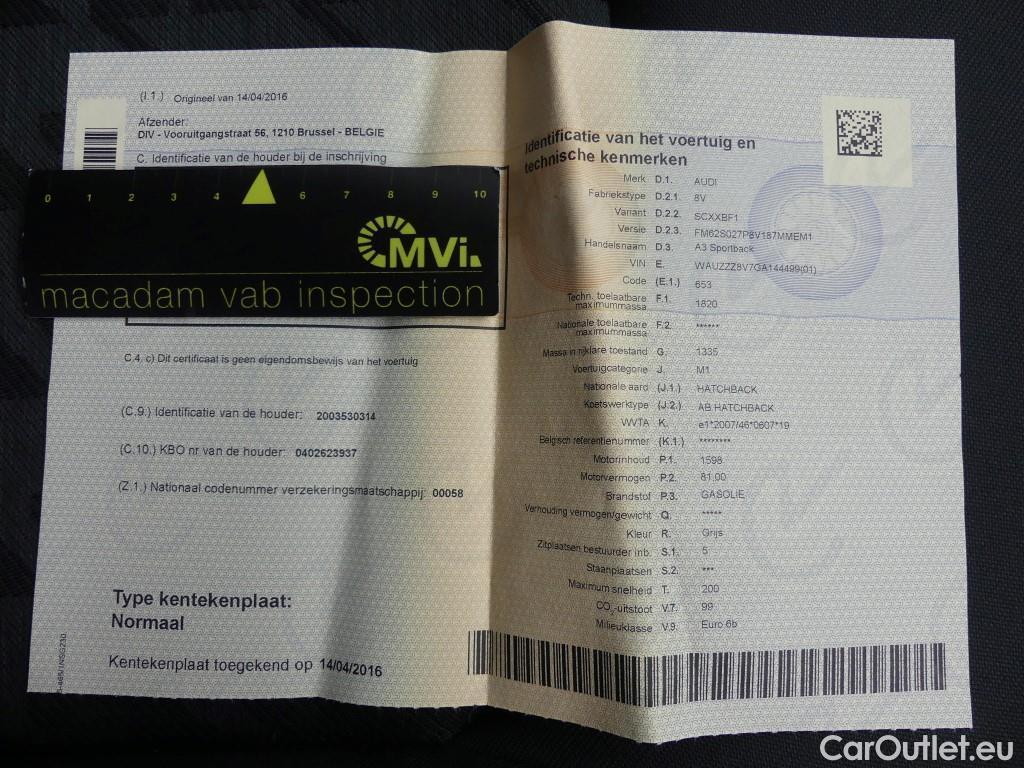 (I.1.) Origineel van 14/04/2016
Afzender:
DIV - Vooruitgangstraat 56, 1210 Brussel - BELGIE
C. Identificatie van de houder bij de inschrijving
0 1 2 3 4 7 8 9 10
MVi.
macadam vab inspection
C.4. c) Dit certificaat is geen eigendomsbewijs van het voertuig
(C.9.) Identificatie van de houder: 2003530314
(C.10.) KBO nr van de houder: 0402623937
(Z.1.) Nationaal codenummer verzekeringsmaatschappij: 00058
Type kentekenplaat:
Normaal
Kentekenplaat toegekend op 14/04/2016
Identificatie van het voertuig en
technische kenmerken
Merk D.1. AUDI
Fabriekstype D.2.1. 8V
Variant D.2.2. SCXXBF1
Versie D.2.3. FM62S027P8V187MMEM1
Handelsnaam D.3. A3 Sportback
VIN E. WAUZZZ8V7GA144499(01)
Code (E.1.) 653
Techn. toelaatbare F.1. 1820
maximummassa
Nationale toelaatbare F.2. ******
maximummassa
Massa in rijklare toestand G. 1335
Voertuigcategorie J. M1
Nationale aard (J.1.) HATCHBACK
Koetswerktype (J.2.) AB HATCHBACK
WVTA K. e1*2007/46*0607*19
Belgisch referentienummer (K.1.) ********
Motorinhoud P.1. 1598
Motorvermogen P.2. 81.00
Brandstof P.3. GASOLIE
Verhouding vermogen/gewicht Q. *****
Kleur R. Grijs
Zitplaatsen bestuurder inb. S.1. 5
Staanplaatsen S.2. ***
Maximum snelheid T. 200
CO2-uitstoot V.7. 99
Milieuklasse V.9. Euro 6b
CarOutlet.eu